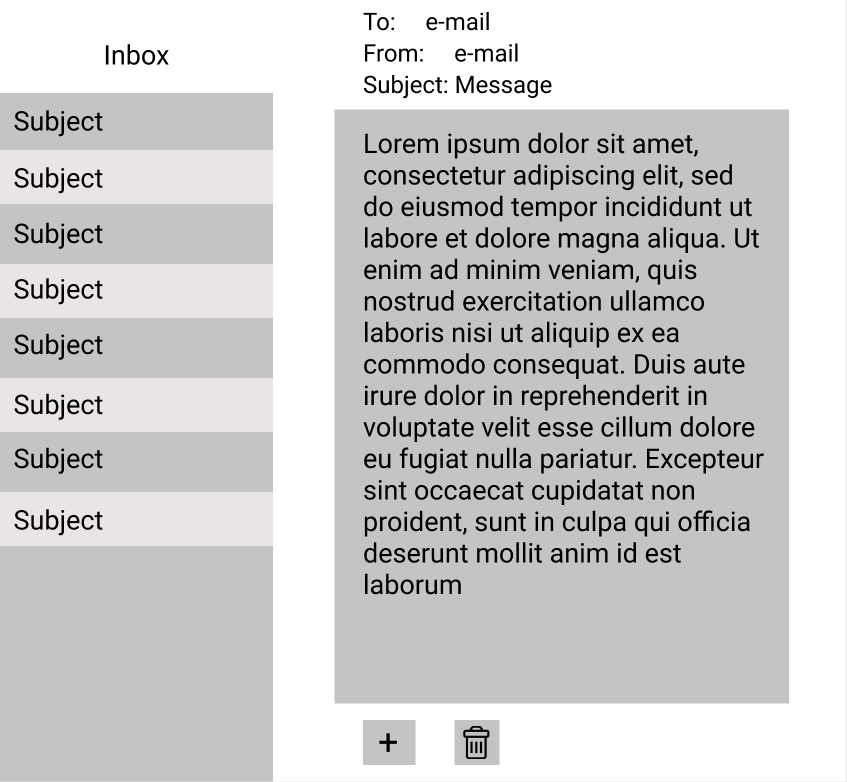 Inbox
Subject
Subject
Subject
Subject
Subject
Subject
Subject
Subject
To: e-mail
From: e-mail
Subject: Message
Lorem ipsum dolor sit amet,
consectetur adipiscing elit, sed
do eiusmod tempor incididunt ut
labore et dolore magna aliqua. Ut
enim ad minim veniam, quis
nostrud exercitation ullamco
laboris nisi ut aliquip ex ea
commodo consequat. Duis aute
irure dolor in reprehenderit in
voluptate velit esse cillum dolore
eu fugiat nulla pariatur. Excepteur
sint occaecat cupidatat non
proident, sunt in culpa qui officia
deserunt mollit anim id est
laborum
+